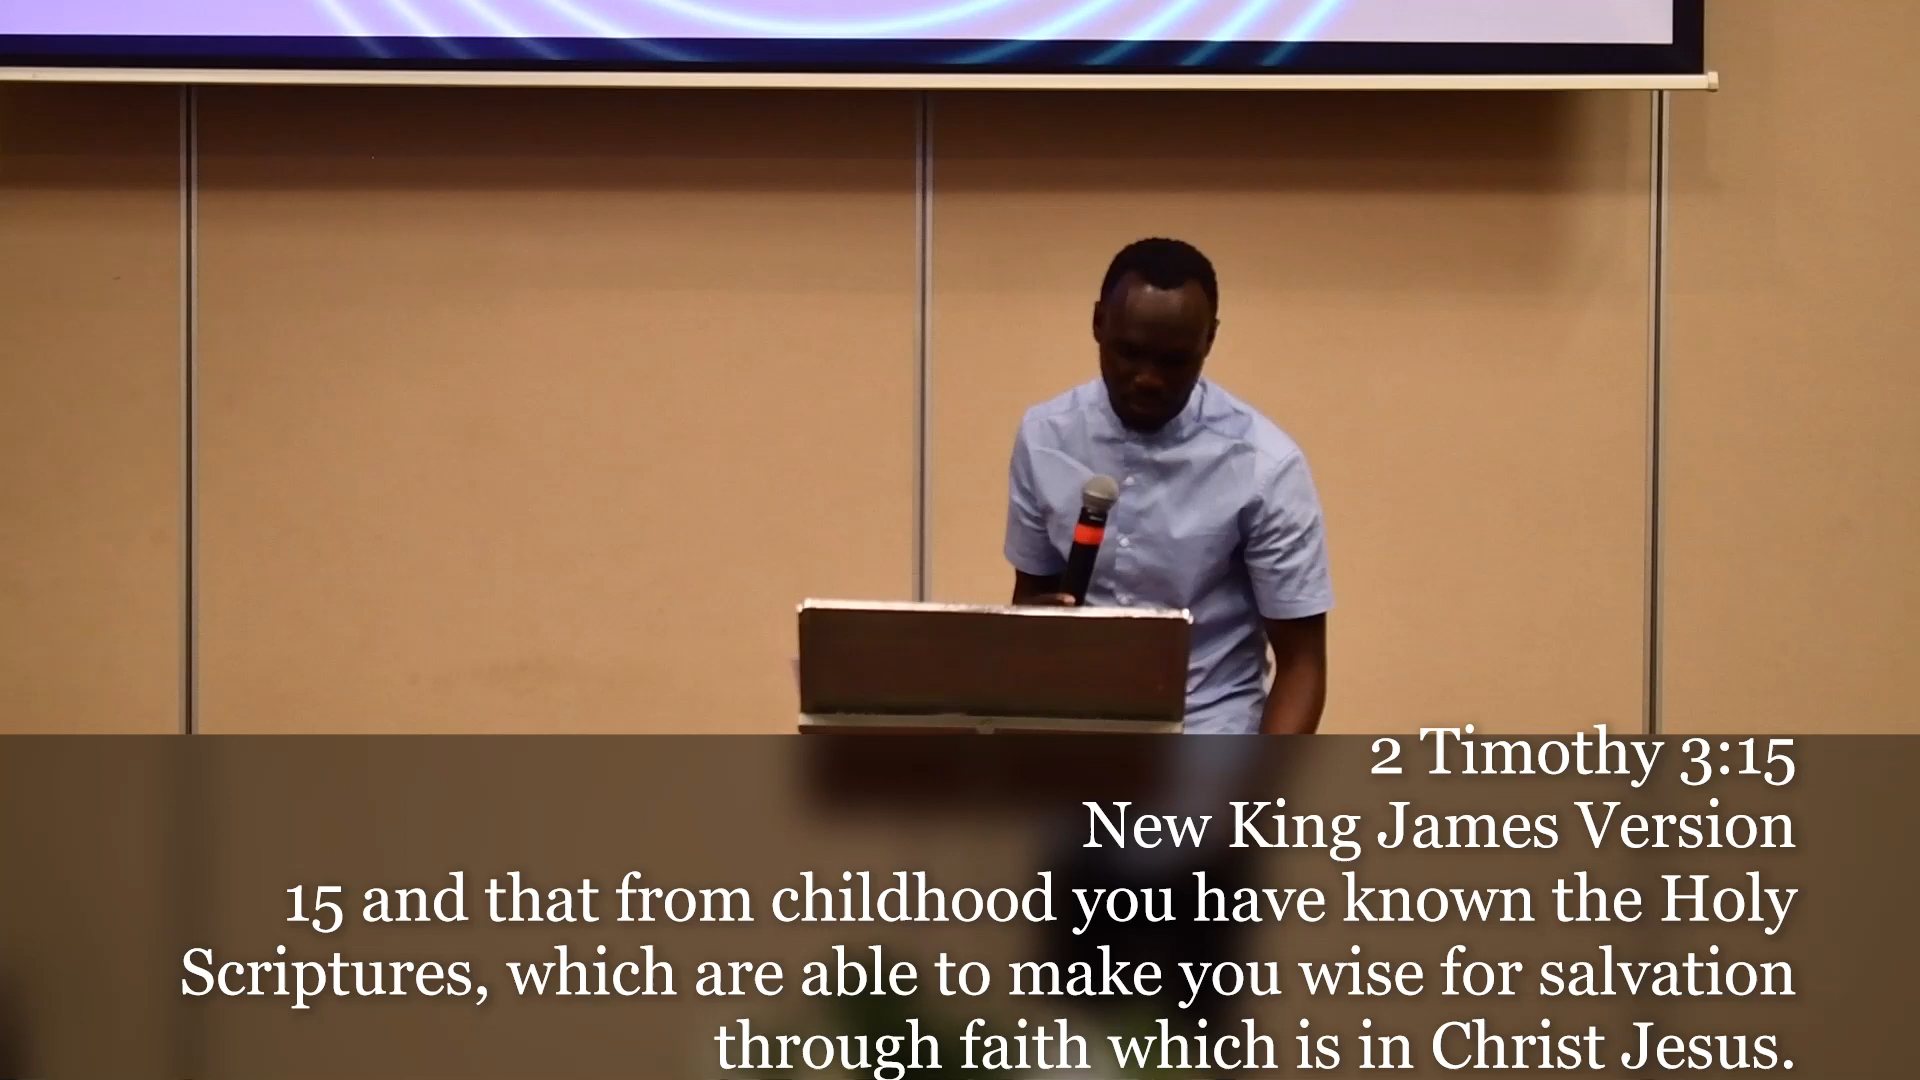 2 Timothy 3:15
New King James Version
15 and that from childhood you have known the Holy
Scriptures, which are able to make you wise for salvation
through faith which is in Christ Jesus.